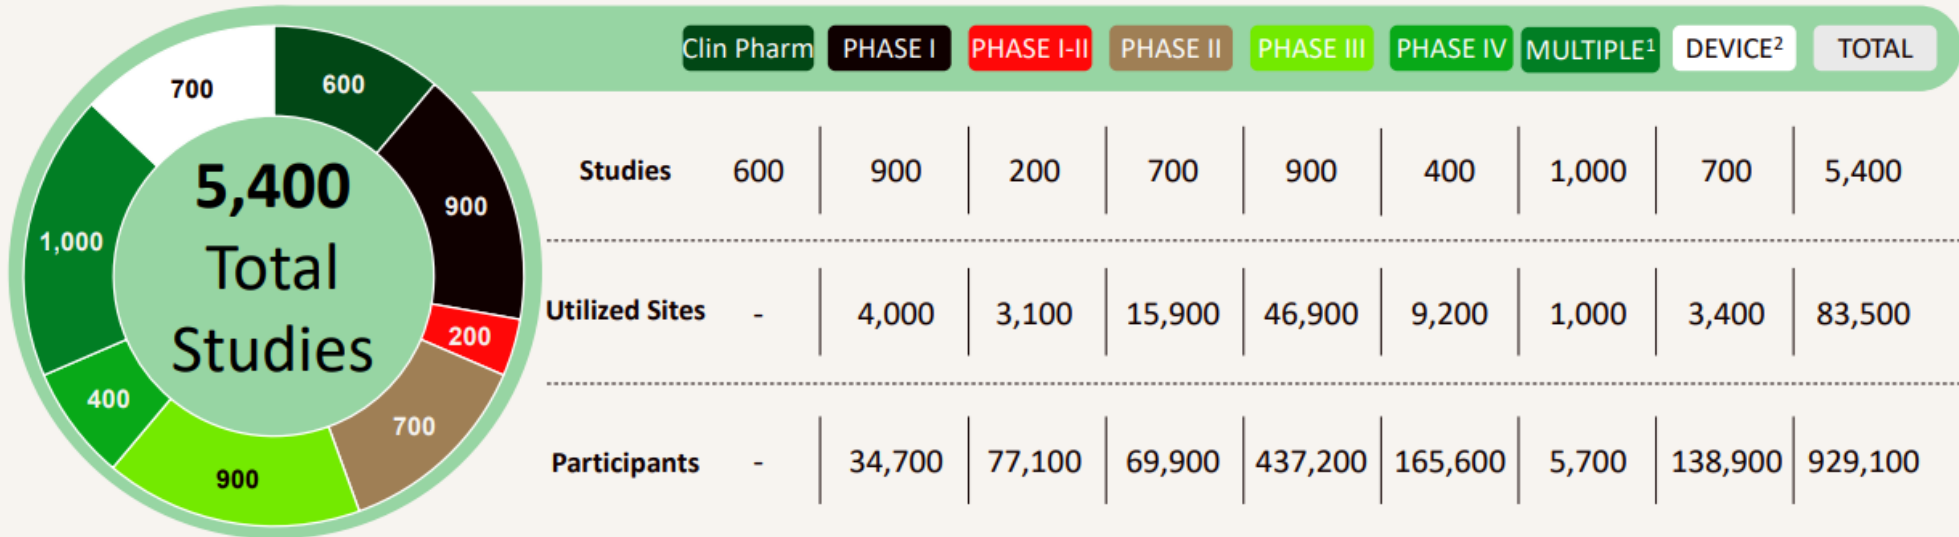 Clin Pharm PHASE I PHASE I-II PHASE II PHASE III PHASE IV MULTIPLE¹ DEVICE² TOTAL
700 600
900
200
700
900
400
1,000
5,400
Total
Studies
Studies 600 900 200 700 900 400 1,000 700 5,400
Utilized Sites - 4,000 3,100 15,900 46,900 9,200 1,000 3,400 83,500
Participants - 34,700 77,100 69,900 437,200 165,600 5,700 138,900 929,100